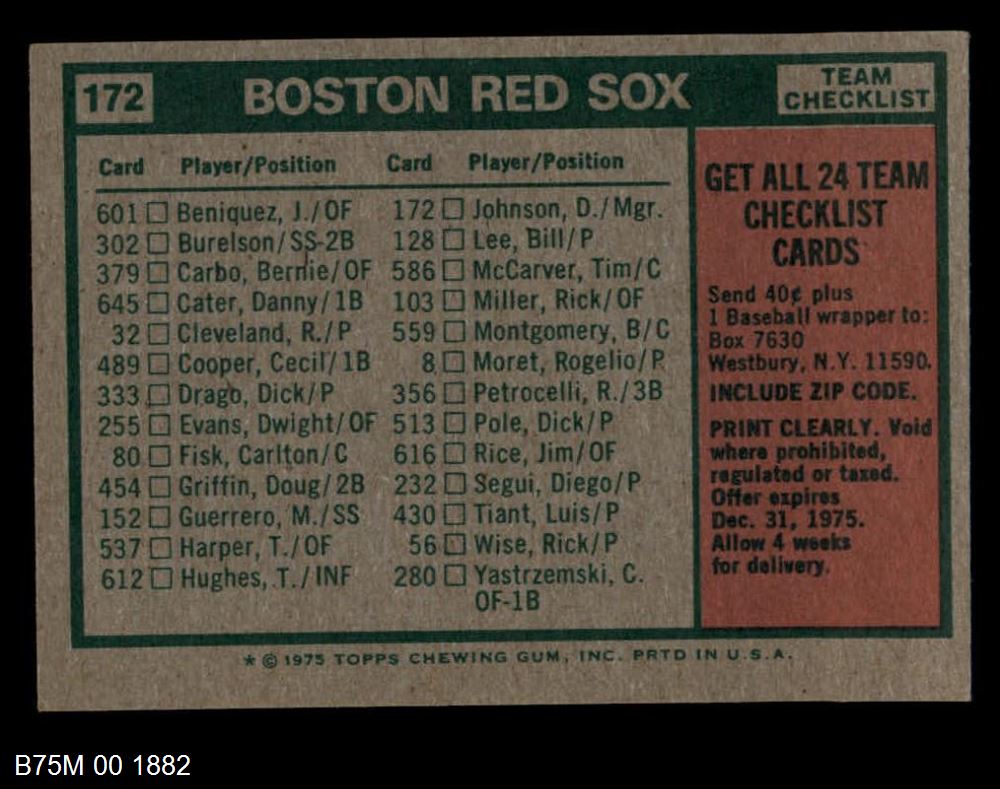 172 BOSTON RED SOX TEAM CHECKLIST
Card Player/Position Card Player/Position
601 □ Beniquez, J./OF 172 □ Johnson, D./Mgr.
302 □ Burelson/SS-2B 128 □ Lee, Bill/P
379 □ Carbo, Bernie/OF 586 □ McCarver, Tim/C
645 □ Cater, Danny/1B 103 □ Miller, Rick/OF
32 □ Cleveland, R./P 559 □ Montgomery, B/C
489 □ Cooper, Cecil/1B 8 □ Moret, Rogelio/P
333 □ Drago, Dick/P 356 □ Petrocelli, R./3B
255 □ Evans, Dwight/OF 513 □ Pole, Dick/P
80 □ Fisk, Carlton/C 616 □ Rice, Jim/OF
454 □ Griffin, Doug/2B 232 □ Segui, Diego/P
152 □ Guerrero, M./SS 430 □ Tiant, Luis/P
537 □ Harper, T./OF 56 □ Wise, Rick/P
612 □ Hughes, T./INF 280 □ Yastrzemski, C.
OF-1B
GET ALL 24 TEAM
CHECKLIST
CARDS
Send 40¢ plus
1 Baseball wrapper to:
Box 7630
Westbury, N.Y. 11590.
INCLUDE ZIP CODE.
PRINT CLEARLY. Void
where prohibited,
regulated or taxed.
Offer expires
Dec. 31, 1975.
Allow 4 weeks
for delivery.
* © 1975 TOPPS CHEWING GUM, INC. PRTD IN U.S.A.
B75M 00 1882